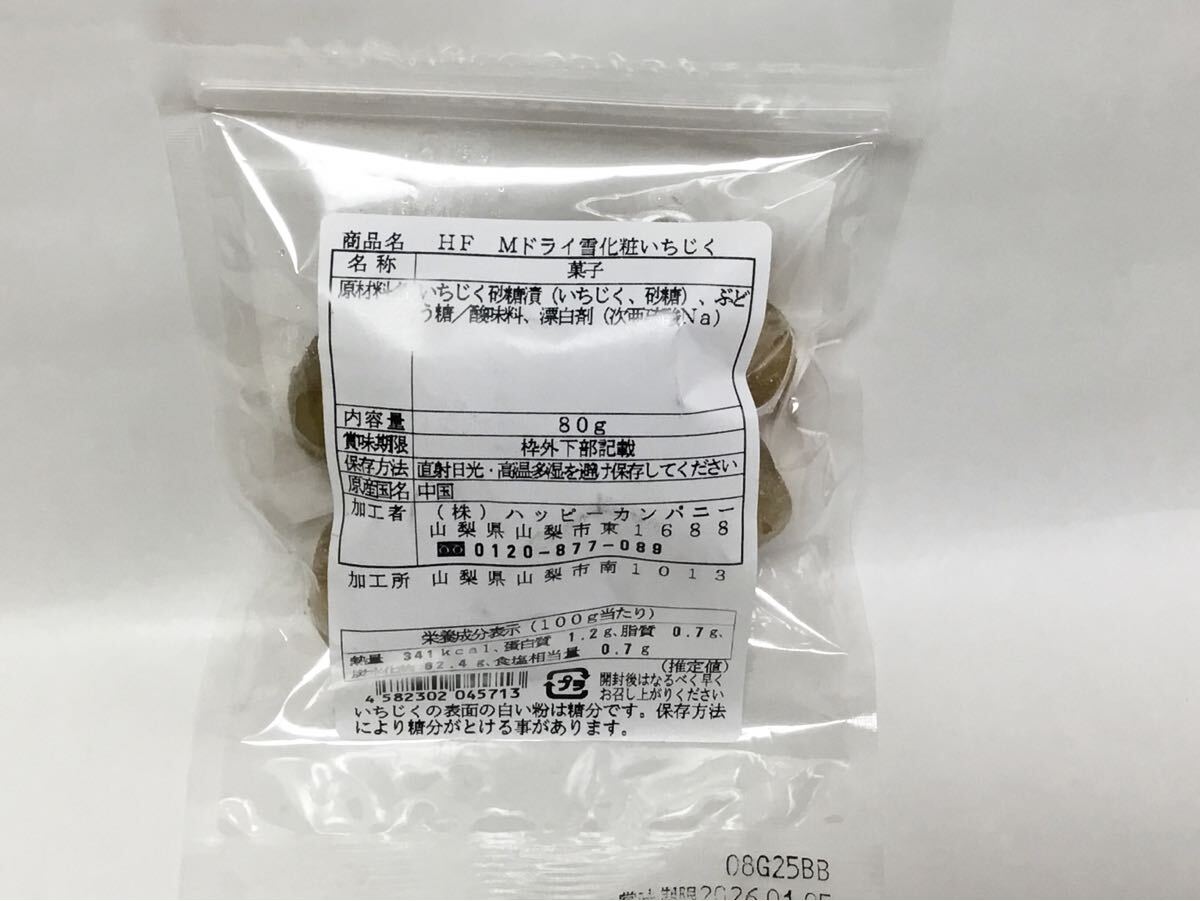 商品名 HF Mドライ雪化粧いちじく
名称 菓子
原材料 いちじく砂糖漬(いちじく、砂糖)、ぶど
う糖/酸味料、漂白剤(次亜硫酸Na)
内容量 80g
賞味期限 枠外下部記載
保存方法 直射日光・高温多湿を避け保存してください
原産国名 中国
加工者 (株)ハッピーカンパニー
山梨県山梨市東1688
0120-877-089
加工所 山梨県山梨市南1013
栄養成分表示(100g当たり)
熱量 341kcal、蛋白質 1.2g、脂質 0.7g、
82.4g、食塩相当量 0.7g
(推定値)
4 582302 045713
プラ
開封後はなるべく早く
お召し上がりください
いちじくの表面の白い粉は糖分です。保存方法
により糖分がとける事があります。
08G25BB
賞味期限2026.01.05